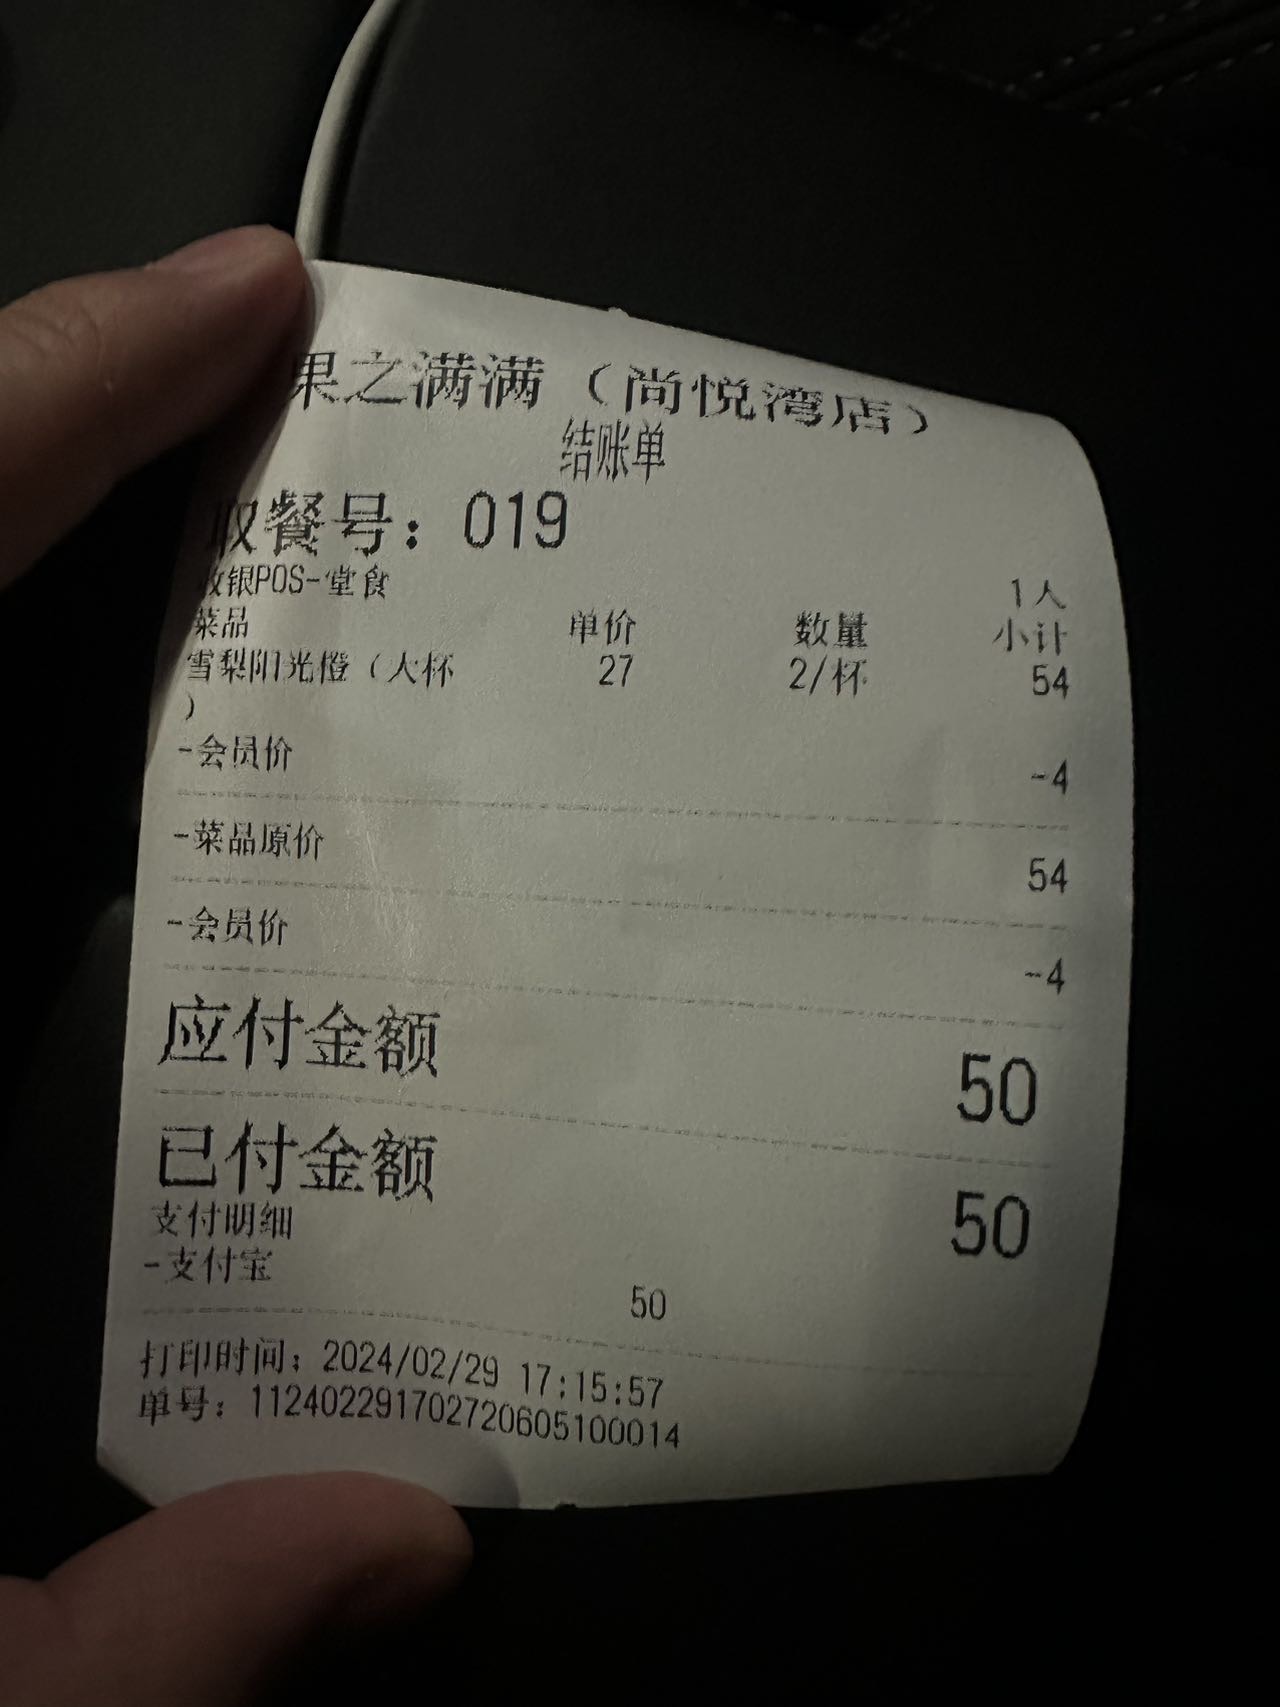 果之满满（尚悦湾店）
结账单
取餐号：019
收银POS-堂食 1人
菜品 单价 数量 小计
雪梨阳光橙（大杯 27 2/杯 54
）
-会员价 -4
-菜品原价 54
-会员价 -4
应付金额 50
已付金额 50
支付明细
-支付宝 50
打印时间：2024/02/29 17:15:57
单号：112402291702720605100014